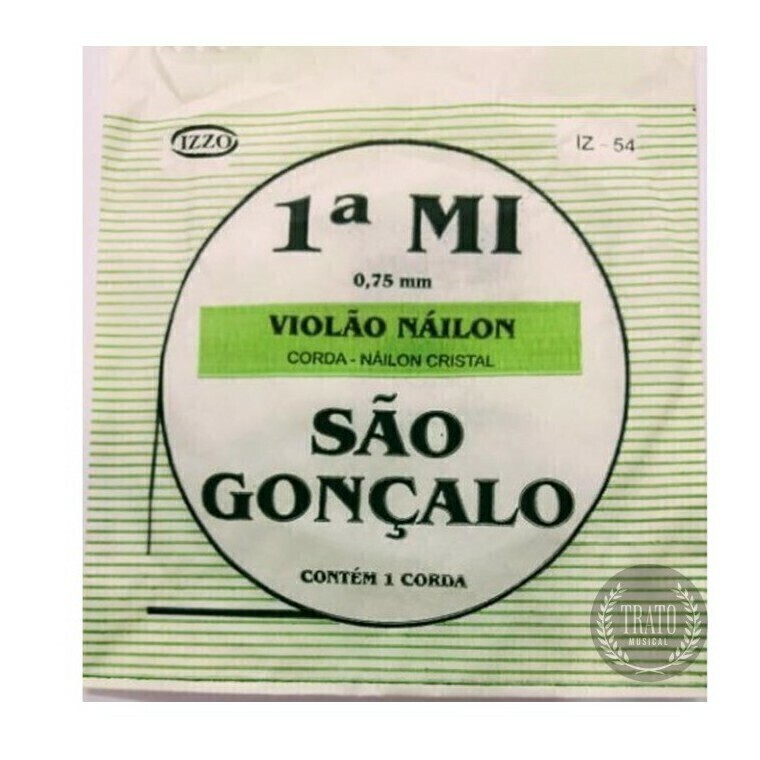 IZZO
IZ - 54
1ª MI
0,75 mm
VIOLÃO NÁILON
CORDA - NÁILON CRISTAL
SÃO
GONÇALO
CONTÉM 1 CORDA
TRATO
MUSICAL